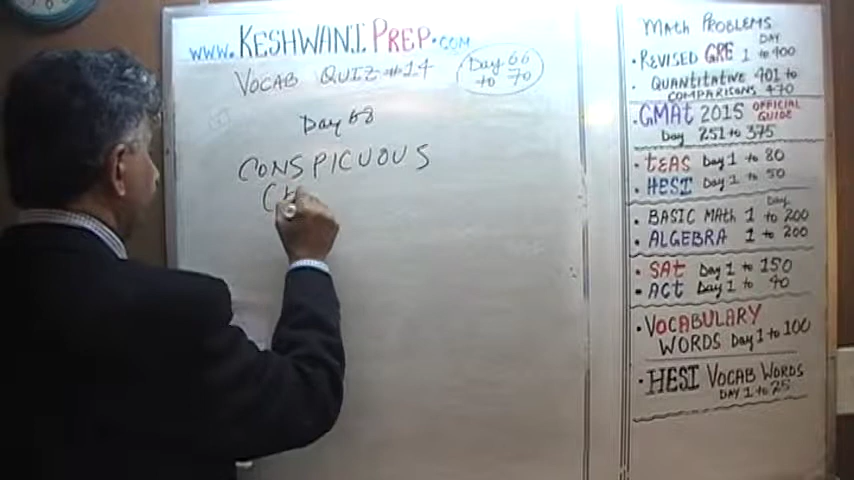 www.KESHWANI PREP.com
VOCAB QUIZ #14
Day 66
to 70
Day 68
CONSPICUOUS
MATH PROBLEMS
DAY
• REVISED GRE 1 to 400
• QUANTITATIVE 401 to
COMPARISONS 470
• GMAt 2015 OFFICIAL
GUIDE
Day 251 to 375
• tEAS Day 1 to 80
• HESI Day 1 to 50
Day
• BASIC MAth 1 to 200
• ALGEBRA 1 to 200
• SAt Day 1 to 150
• ACt Day 1 to 40
• VOCABULARY
WORDS Day 1 to 100
• HESI VOCAB WORDS
DAY 1 to 25